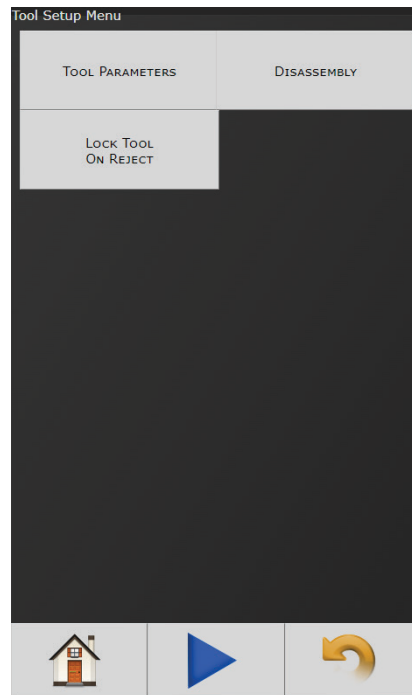 Tool Setup Menu
Tool Parameters
Disassembly
Lock Tool
On Reject